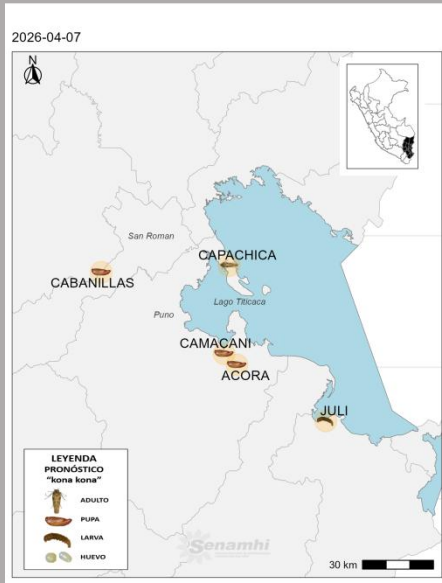 2026-04-07
N
San Roman
CAPACHICA
CABANILLAS
Lago Titicaca
Puno
CAMACANI
ACORA
JULI
LEYENDA
PRONÓSTICO
"kona kona"
ADULTO
PUPA
LARVA
HUEVO
Senamhi
30 km